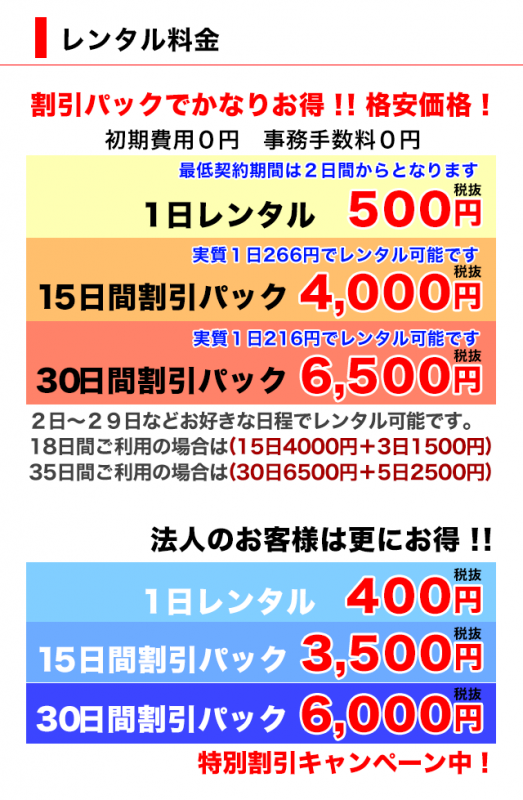 レンタル料金
割引パックでかなりお得!! 格安価格!
初期費用０円　事務手数料０円
最低契約期間は２日間からとなります
１日レンタル 500円 税抜
実質１日266円でレンタル可能です
15日間割引パック 4,000円 税抜
実質１日216円でレンタル可能です
30日間割引パック 6,500円 税抜
２日〜２９日などお好きな日程でレンタル可能です。
18日間ご利用の場合は(15日4000円＋3日1500円)
35日間ご利用の場合は(30日6500円＋5日2500円)
法人のお客様は更にお得!!
１日レンタル 400円 税抜
15日間割引パック 3,500円 税抜
30日間割引パック 6,000円 税抜
特別割引キャンペーン中!